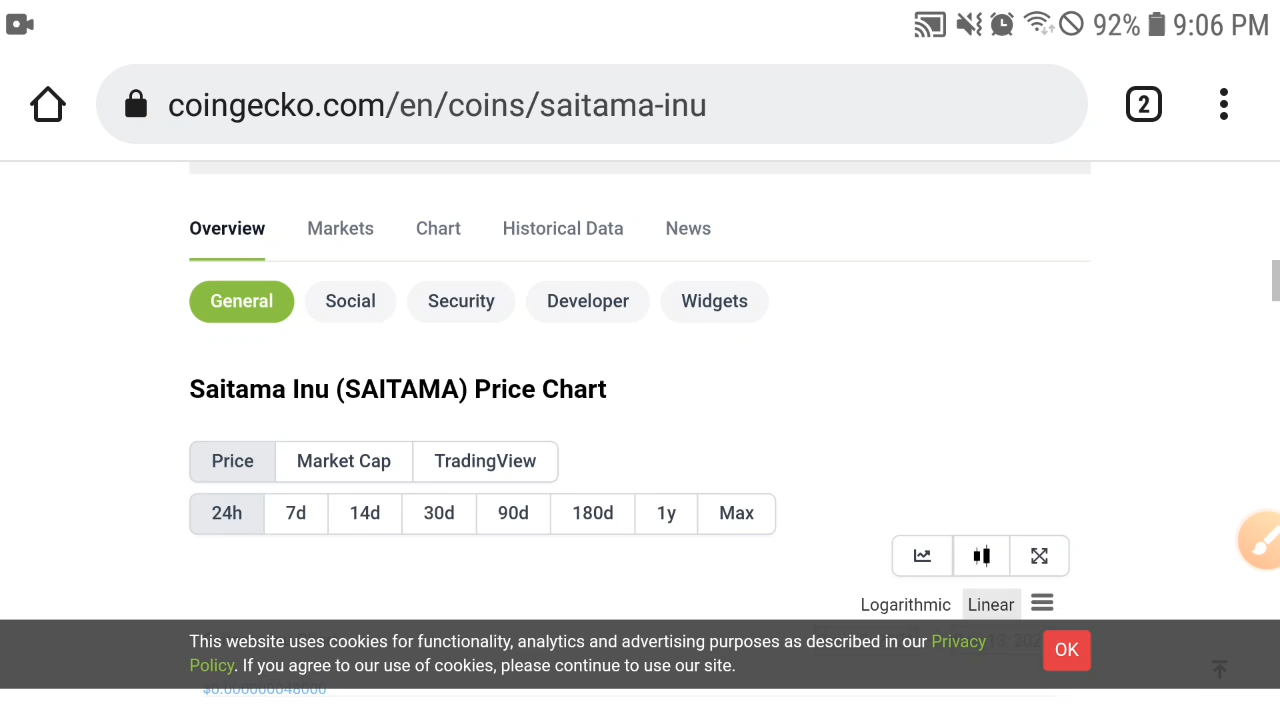 92% 9:06 PM
coingecko.com/en/coins/saitama-inu
2
Overview Markets Chart Historical Data News
General Social Security Developer Widgets
Saitama Inu (SAITAMA) Price Chart
Price Market Cap TradingView
24h 7d 14d 30d 90d 180d 1y Max
Logarithmic Linear
This website uses cookies for functionality, analytics and advertising purposes as described in our Privacy
Policy. If you agree to our use of cookies, please continue to use our site.
OK